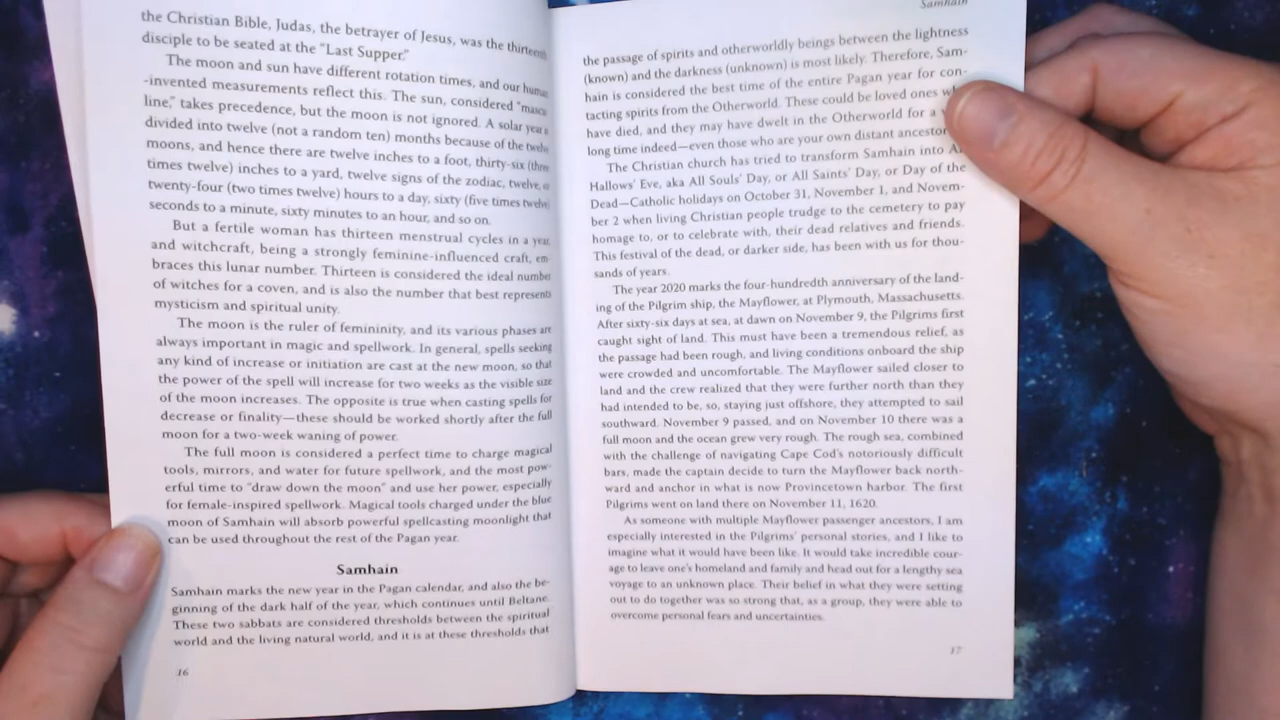 the Christian Bible, Judas, the betrayer of Jesus, was the thirteenth
disciple to be seated at the "Last Supper."
The moon and sun have different rotation times, and our human
-invented measurements reflect this. The sun, considered "mascu-
line," takes precedence, but the moon is not ignored. A solar year is
divided into twelve (not a random ten) months because of the twelve
moons, and hence there are twelve inches to a foot, thirty-six (three
times twelve) inches to a yard, twelve signs of the zodiac, twelve, or
twenty-four (two times twelve) hours to a day, sixty (five times twelve)
seconds to a minute, sixty minutes to an hour, and so on.
But a fertile woman has thirteen menstrual cycles in a year,
and witchcraft, being a strongly feminine-influenced craft, em-
braces this lunar number. Thirteen is considered the ideal number
of witches for a coven, and is also the number that best represents
mysticism and spiritual unity.
The moon is the ruler of femininity, and its various phases are
always important in magic and spellwork. In general, spells seeking
any kind of increase or initiation are cast at the new moon, so that
the power of the spell will increase for two weeks as the visible size
of the moon increases. The opposite is true when casting spells for
decrease or finality—these should be worked shortly after the full
moon for a two-week waning of power.
The full moon is considered a perfect time to charge magical
tools, mirrors, and water for future spellwork, and the most pow-
erful time to "draw down the moon" and use her power, especially
for female-inspired spellwork. Magical tools charged under the blue
moon of Samhain will absorb powerful spellcasting moonlight that
can be used throughout the rest of the Pagan year.
Samhain
Samhain marks the new year in the Pagan calendar, and also the be-
ginning of the dark half of the year, which continues until Beltane.
These two sabbats are considered thresholds between the spiritual
world and the living natural world, and it is at these thresholds that
16
Samhain
the passage of spirits and otherworldly beings between the lightness
(known) and the darkness (unknown) is most likely. Therefore, Sam-
hain is considered the best time of the entire Pagan year for con-
tacting spirits from the Otherworld. These could be loved ones
have died, and they may have dwelt in the Otherworld for a
long time indeed—even those who are your own distant
The Christian church has tried to transform Samhain into
Hallows' Eve, aka All Souls' Day, or All Saints' Day, or Day of the
Dead—Catholic holidays on October 31, November 1, and Novem-
ber 2 when living Christian people trudge to the cemetery to pay
homage to, or to celebrate with, their dead relatives and friends.
This festival of the dead, or darker side, has been with us for thou-
sands of years.
The year 2020 marks the four-hundredth anniversary of the land-
ing of the Pilgrim ship, the Mayflower, at Plymouth, Massachusetts.
After sixty-six days at sea, at dawn on November 9, the Pilgrims first
caught sight of land. This must have been a tremendous relief, as
the passage had been rough, and living conditions onboard the ship
were crowded and uncomfortable. The Mayflower sailed closer to
land and the crew realized that they were further north than they
had intended to be, so, staying just offshore, they attempted to sail
southward. November 9 passed, and on November 10 there was a
full moon and the ocean grew very rough. The rough sea, combined
with the challenge of navigating Cape Cod's notoriously difficult
bars, made the captain decide to turn the Mayflower back north-
ward and anchor in what is now Provincetown harbor. The first
Pilgrims went on land there on November 11, 1620.
As someone with multiple Mayflower passenger ancestors, I am
especially interested in the Pilgrims' personal stories, and I like to
imagine what it would have been like. It would take incredible cour-
age to leave one's homeland and family and head out for a lengthy sea
voyage to an unknown place. Their belief in what they were setting
out to do together was so strong that, as a group, they were able to
overcome personal fears and uncertainties.
17